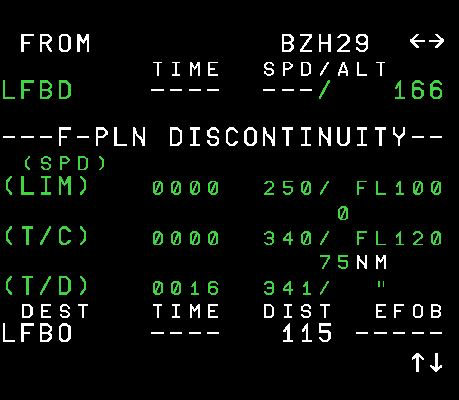 FROM BZH29 ←→
TIME SPD/ALT
LFBD ---- ---/ 166
---F-PLN DISCONTINUITY--
(SPD)
(LIM) 0000 250/ FL100
0
(T/C) 0000 340/ FL120
75NM
(T/D) 0016 341/ "
DEST TIME DIST EFOB
LFBO ---- 115 -----
↑↓